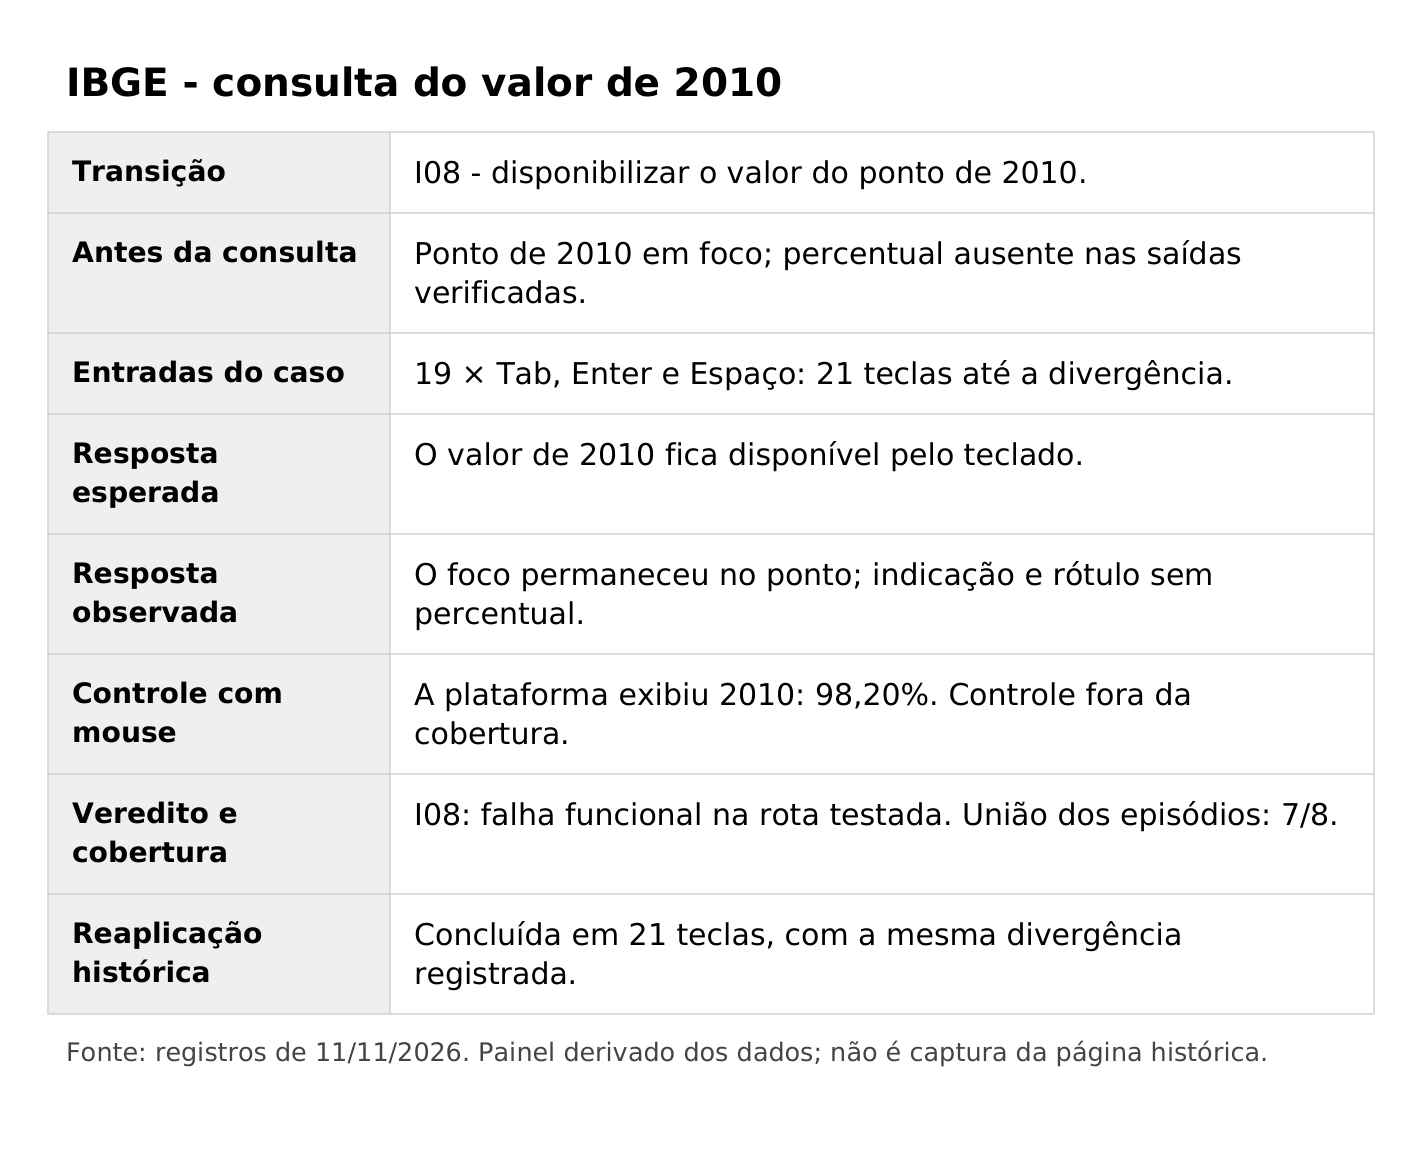 IBGE - consulta do valor de 2010
Transição
I08 - disponibilizar o valor do ponto de 2010.
Antes da consulta
Ponto de 2010 em foco; percentual ausente nas saídas
verificadas.
Entradas do caso
19 × Tab, Enter e Espaço: 21 teclas até a divergência.
Resposta
esperada
O valor de 2010 fica disponível pelo teclado.
Resposta
observada
O foco permaneceu no ponto; indicação e rótulo sem
percentual.
Controle com
mouse
A plataforma exibiu 2010: 98,20%. Controle fora da
cobertura.
Veredito e
cobertura
I08: falha funcional na rota testada. União dos episódios: 7/8.
Reaplicação
histórica
Concluída em 21 teclas, com a mesma divergência
registrada.
Fonte: registros de 11/11/2026. Painel derivado dos dados; não é captura da página histórica.